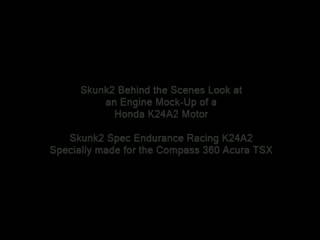 Skunk2 Behind the Scenes Look at
an Engine Mock-Up of a
Honda K24A2 Motor
Skunk2 Spec Endurance Racing K24A2
Specially made for the Compass 360 Acura TSX